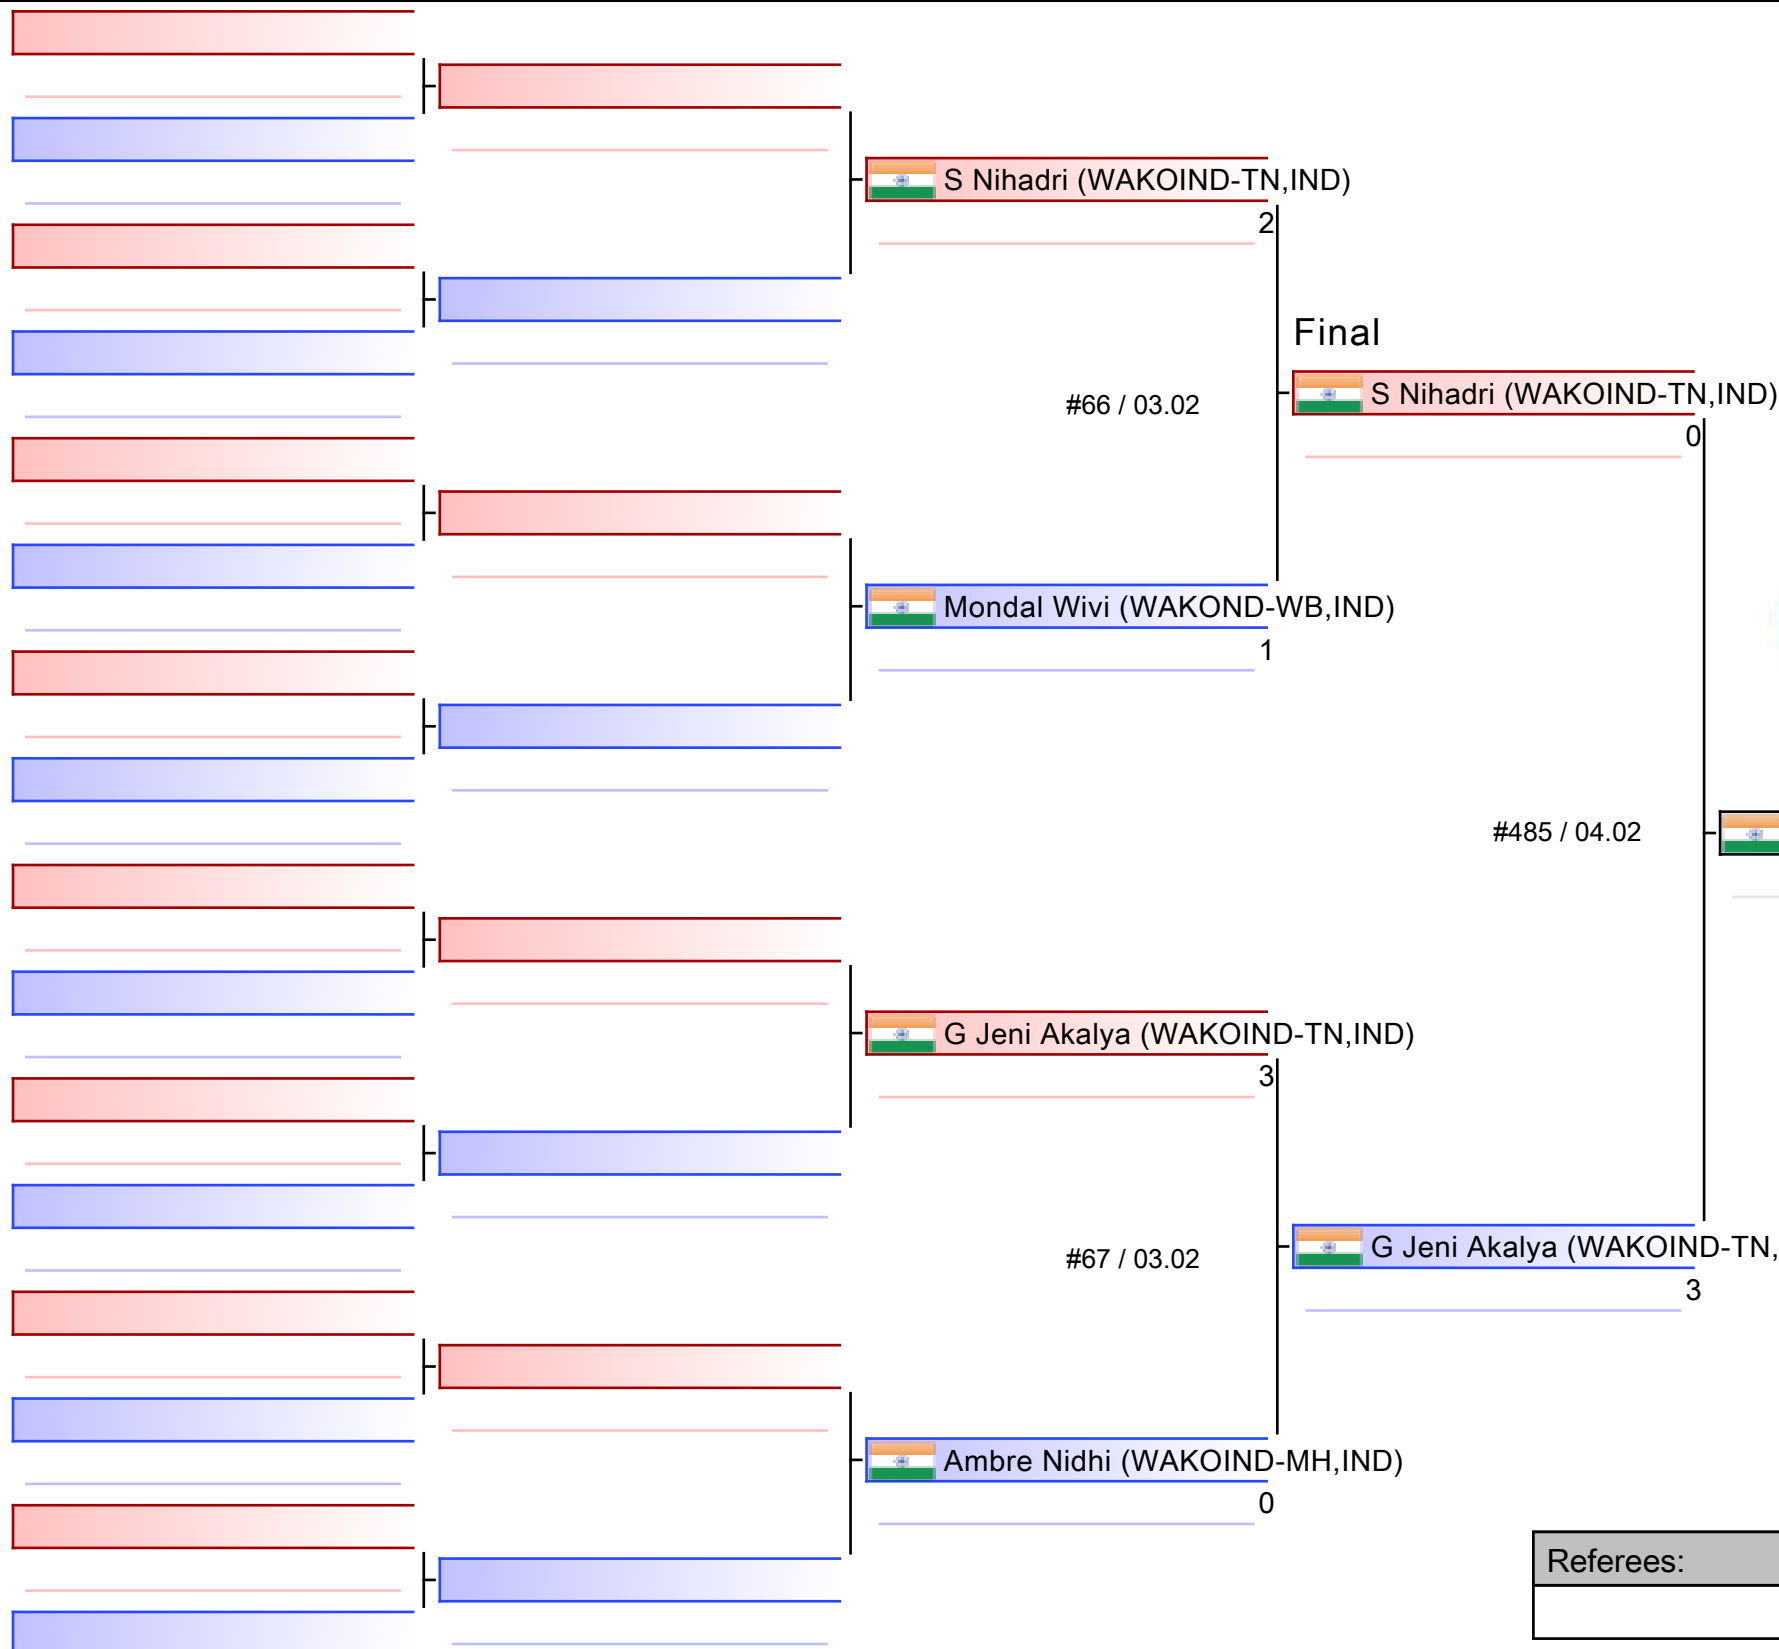 S Nihadri (WAKOIND-TN,IND)
2
Final
S Nihadri (WAKOIND-TN,IND)
#66 / 03.02
0
Mondal Wivi (WAKOND-WB,IND)
1
#485 / 04.02
G Jeni Akalya (WAKOIND-TN,IND)
3
G Jeni Akalya (WAKOIND-TN,
#67 / 03.02
3
Ambre Nidhi (WAKOIND-MH,IND)
0
Referees: